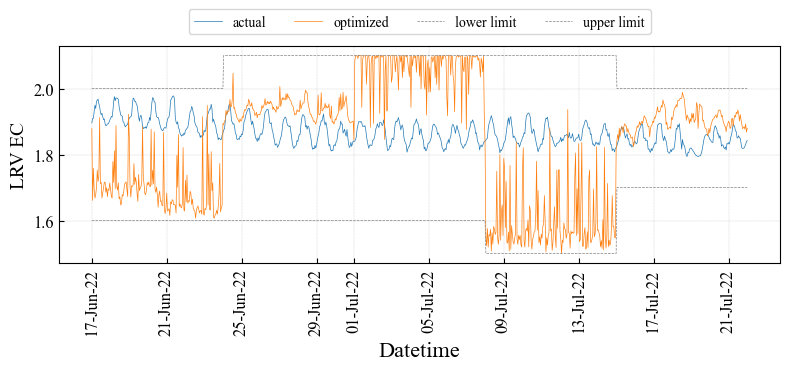 actual optimized lower limit upper limit
LRV EC
2.0
1.8
1.6
17-Jun-22 21-Jun-22 25-Jun-22 29-Jun-22 01-Jul-22 05-Jul-22 09-Jul-22 13-Jul-22 17-Jul-22 21-Jul-22
Datetime